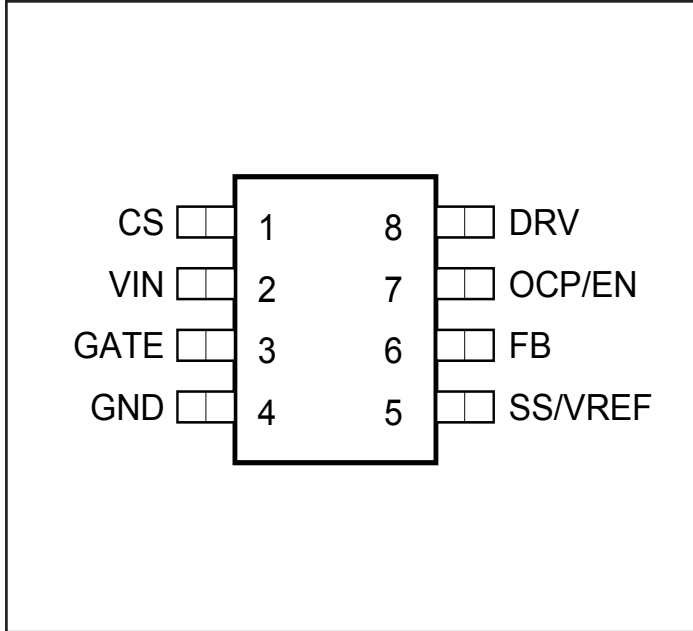 CS 1 8 DRV
VIN 2 7 OCP/EN
GATE 3 6 FB
GND 4 5 SS/VREF